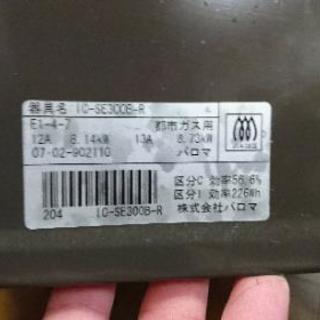 器具名 IC-SE300B-R
E1-4-7 都市ガス用
12A 8.14kW 13A 8.73kW
07-02-902110 パロマ
区分C 効率56.6%
区分I 効率226Wh
204 IC-SE300B-R 株式会社パロマ